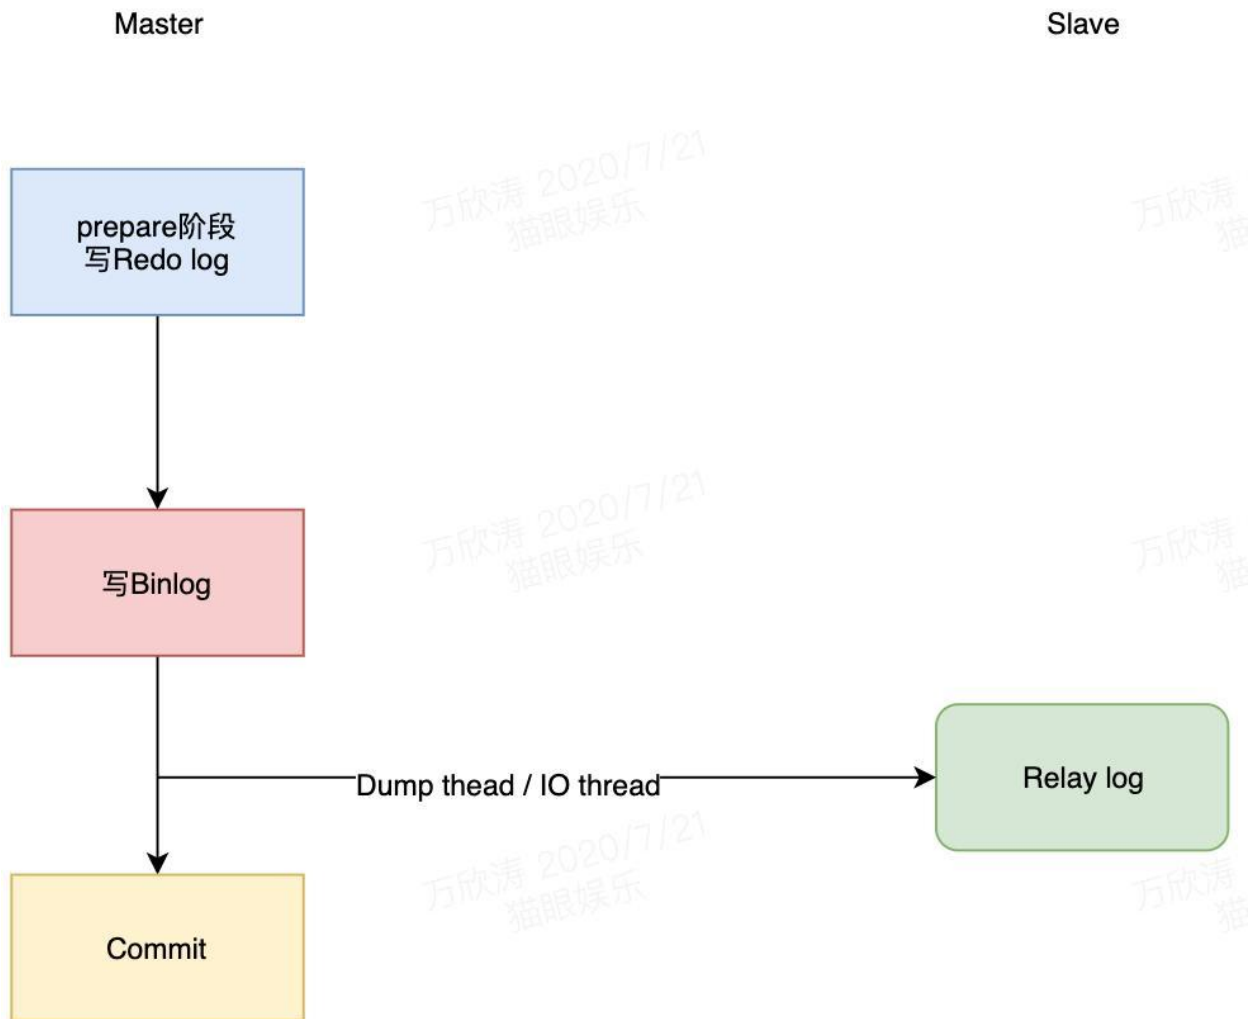 Master
Slave
prepare阶段
写Redo log
写Binlog
Dump thead / IO thread
Relay log
Commit
万欣涛 2020/7/21
猫眼娱乐
万欣涛
猫
万欣涛 2020/7/21
猫眼娱乐
万欣涛
猫
万欣涛 2020/7/21
猫眼娱乐
万欣涛
猫